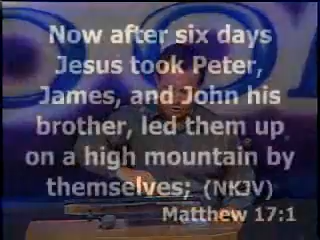 Now after six days
Jesus took Peter,
James, and John his
brother, led them up
on a high mountain by
themselves; (NKJV)
Matthew 17:1